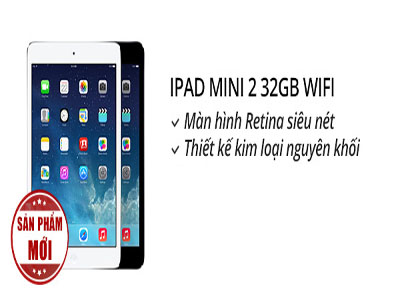 IPAD MINI 2 32GB WIFI
Màn hình Retina siêu nét
Thiết kế kim loại nguyên khối
SẢN PHẨM
MỚI